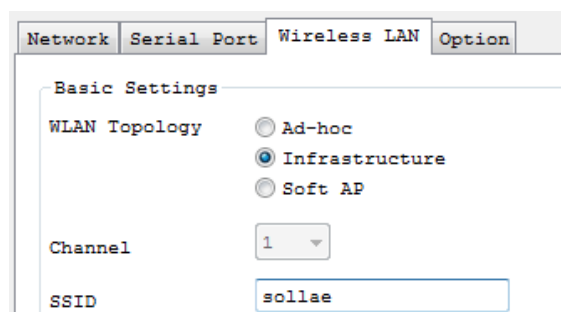 Network Serial Port Wireless LAN Option
Basic Settings
WLAN Topology Ad-hoc
Infrastructure
Soft AP
Channel 1
SSID sollae